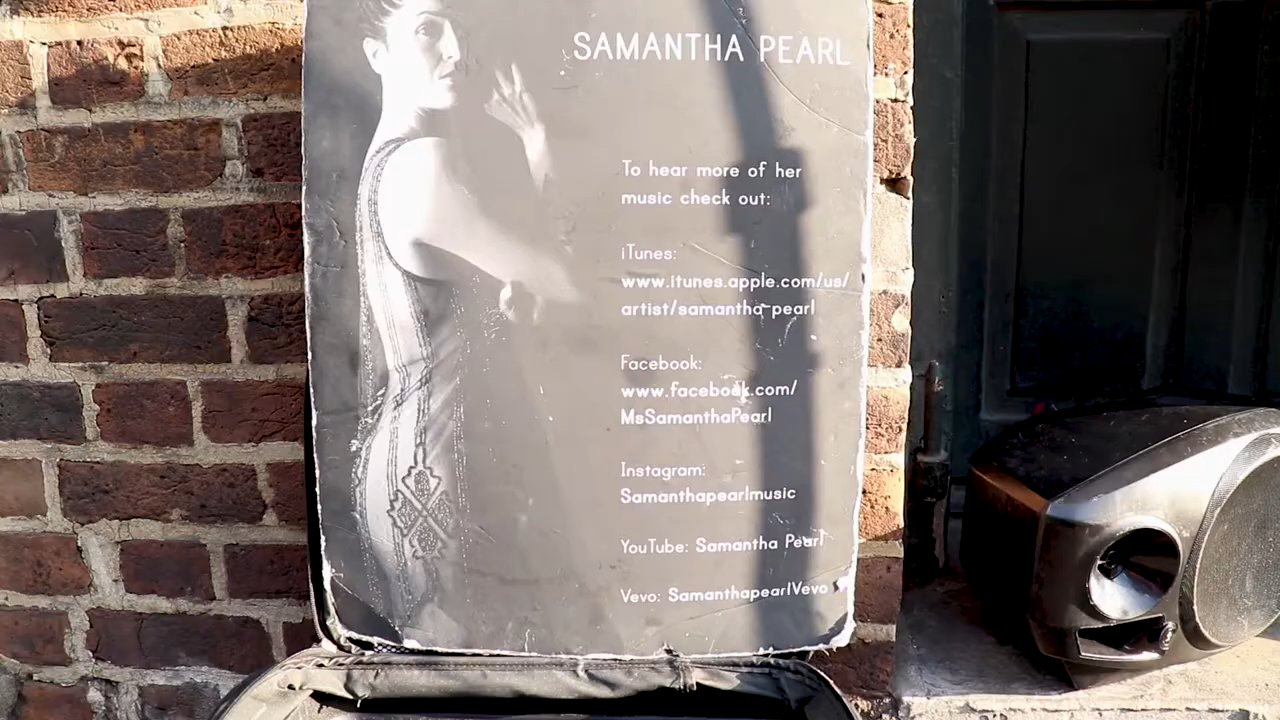 SAMANTHA PEARL
To hear more of her
music check out:
iTunes:
www.itunes.apple.com/us/
artist/samantha-pearl
Facebook:
www.facebook.com/
MsSamanthaPearl
Instagram:
Samanthapearlmusic
YouTube: Samantha Pearl
Vevo: SamanthapearlVevo